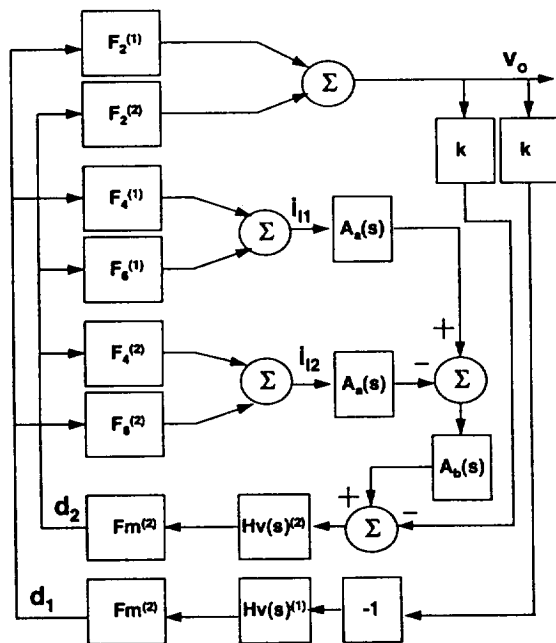 F₂⁽¹⁾
v₀
F₂⁽²⁾
Σ
k
k
F₄⁽¹⁾
F₆⁽¹⁾
Σ
i_l1
Aₐ(s)
F₄⁽²⁾
F₆⁽²⁾
Σ
i_l2
Aₐ(s)
+
−
Σ
A_b(s)
d₂
Fm⁽²⁾
Hv(s)⁽²⁾
+
−
Σ
d₁
Fm⁽²⁾
Hv(s)⁽¹⁾
-1